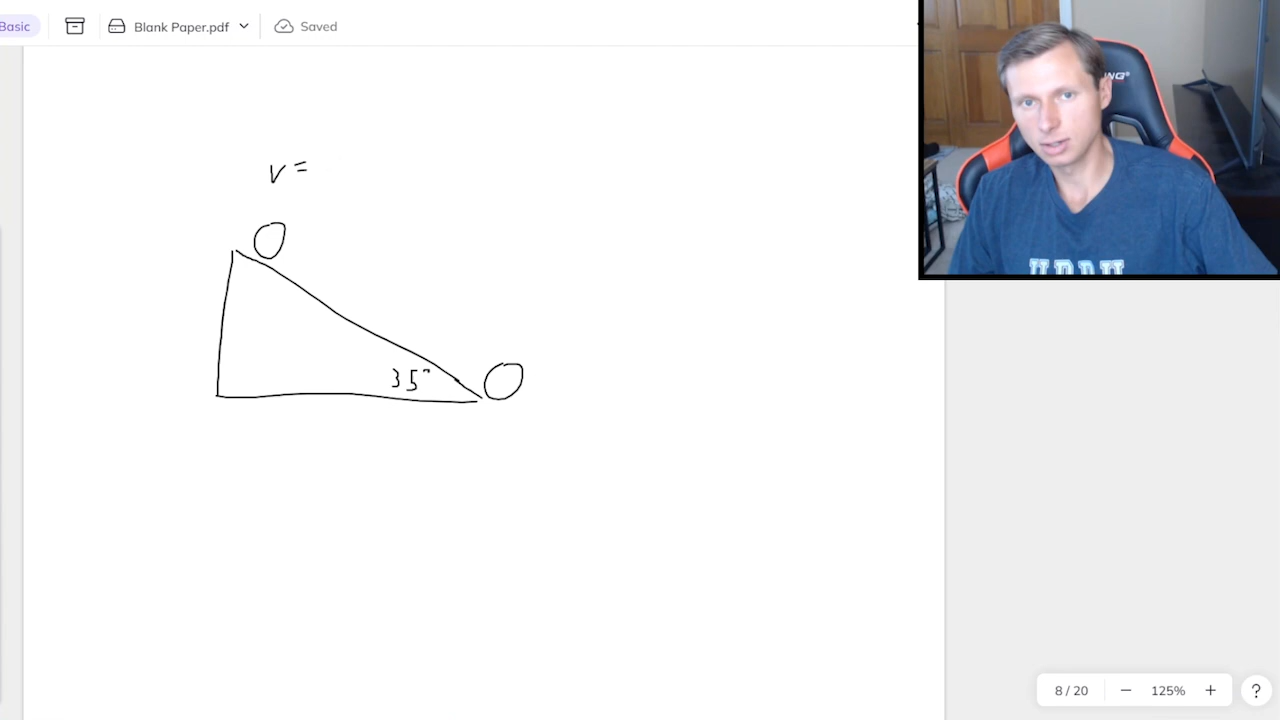 Basic
Blank Paper.pdf
Saved
v =
35°
8 / 20
125%
?